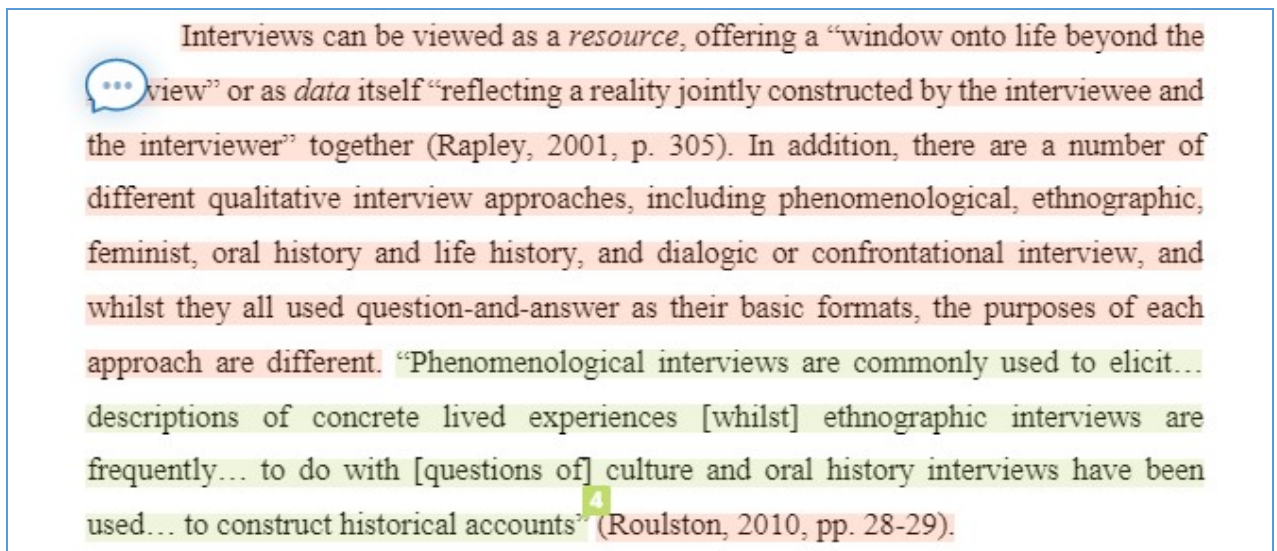 Interviews can be viewed as a resource, offering a “window onto life beyond the
view” or as data itself “reflecting a reality jointly constructed by the interviewee and
the interviewer” together (Rapley, 2001, p. 305). In addition, there are a number of
different qualitative interview approaches, including phenomenological, ethnographic,
feminist, oral history and life history, and dialogic or confrontational interview, and
whilst they all used question-and-answer as their basic formats, the purposes of each
approach are different. “Phenomenological interviews are commonly used to elicit…
descriptions of concrete lived experiences [whilst] ethnographic interviews are
frequently… to do with [questions of] culture and oral history interviews have been
used… to construct historical accounts” 4 (Roulston, 2010, pp. 28-29).